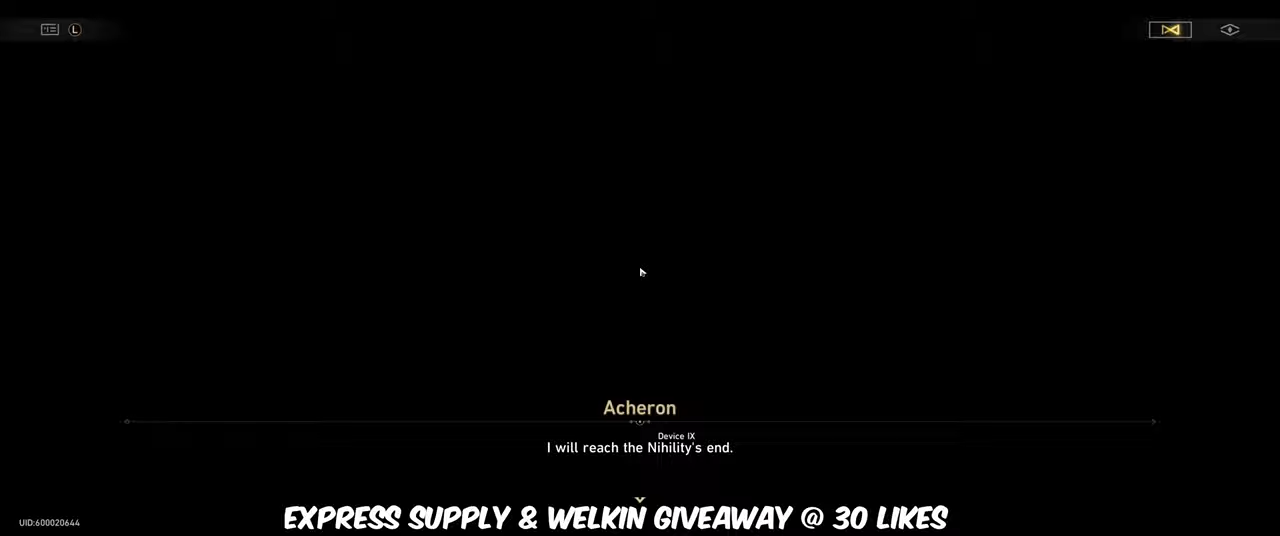 L
Acheron
Device IX
I will reach the Nihility's end.
EXPRESS SUPPLY & WELKIN GIVEAWAY @ 30 LIKES
UID:600020644